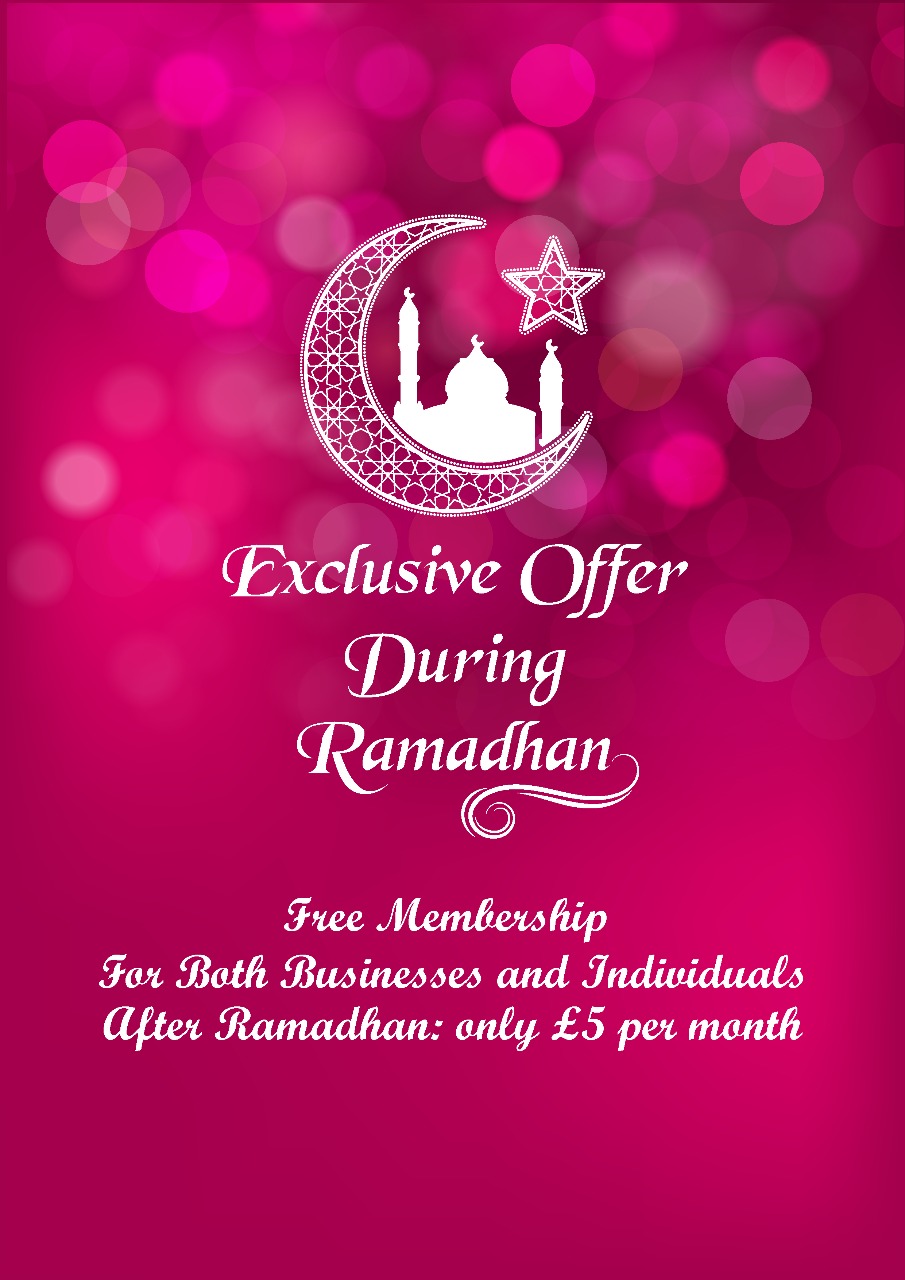 Exclusive Offer
During
Ramadhan
Free Membership
For Both Businesses and Individuals
After Ramadhan: only £5 per month